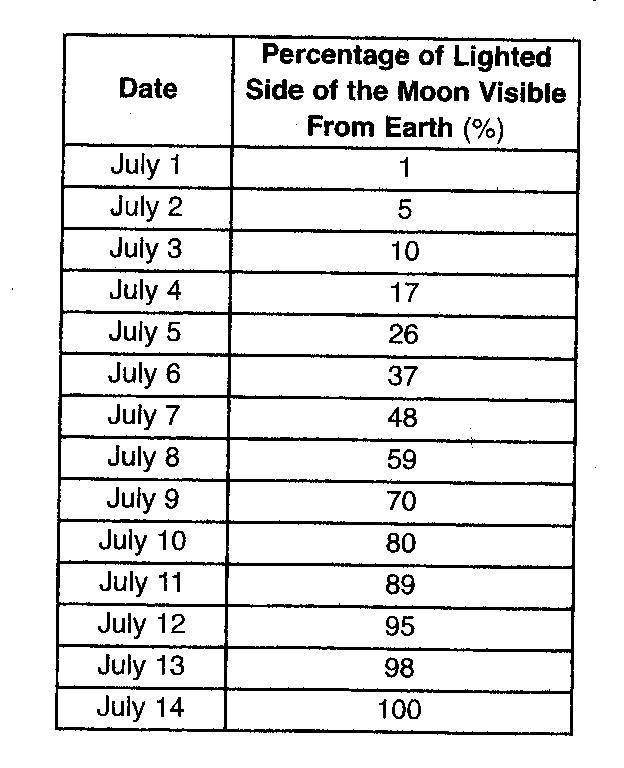 Date
Percentage of Lighted
Side of the Moon Visible
From Earth (%)
July 1 1
July 2 5
July 3 10
July 4 17
July 5 26
July 6 37
July 7 48
July 8 59
July 9 70
July 10 80
July 11 89
July 12 95
July 13 98
July 14 100